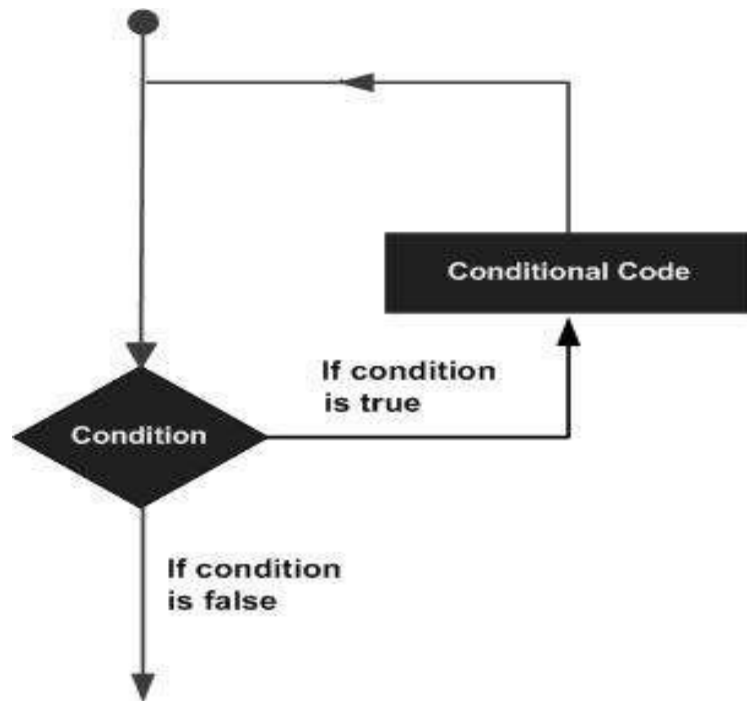 Conditional Code
If condition
is true
Condition
If condition
is false